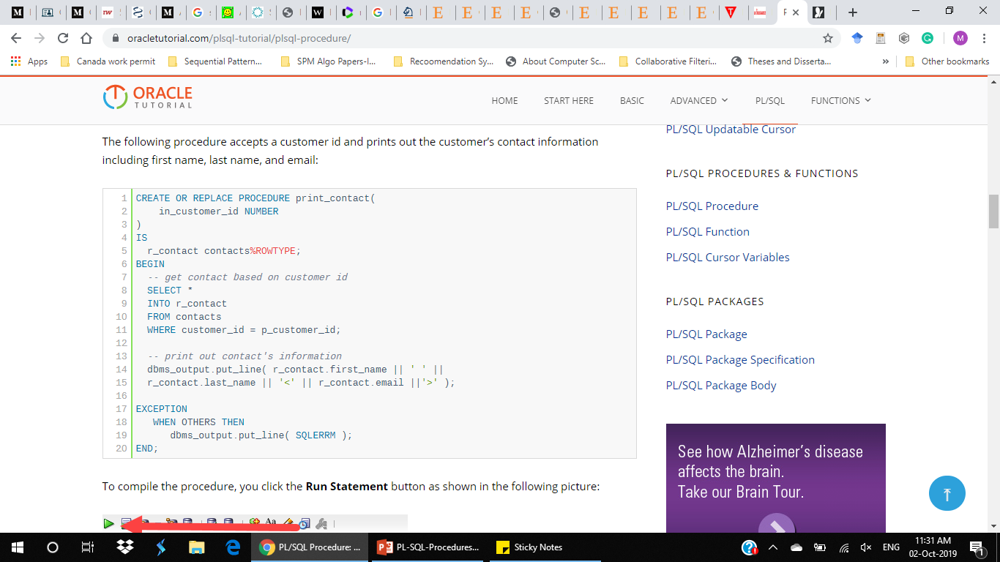 oracletutorial.com/plsql-tutorial/plsql-procedure/
M
Apps
Canada work permit
Sequential Pattern...
SPM Algo Papers-I...
Recoomendation Sy...
About Computer Sc...
Collaborative Filteri...
Theses and Disserta...
»
Other bookmarks
ORACLE
TUTORIAL
HOME
START HERE
BASIC
ADVANCED
PL/SQL
FUNCTIONS
The following procedure accepts a customer id and prints out the customer's contact information
including first name, last name, and email:
1 CREATE OR REPLACE PROCEDURE print_contact(
2 in_customer_id NUMBER
3 )
4 IS
5 r_contact contacts%ROWTYPE;
6 BEGIN
7 -- get contact based on customer id
8 SELECT *
9 INTO r_contact
10 FROM contacts
11 WHERE customer_id = p_customer_id;
12
13 -- print out contact's information
14 dbms_output.put_line( r_contact.first_name || ' ' ||
15 r_contact.last_name || '<' || r_contact.email ||'>' );
16
17 EXCEPTION
18 WHEN OTHERS THEN
19 dbms_output.put_line( SQLERRM );
20 END;
To compile the procedure, you click the Run Statement button as shown in the following picture:
PL/SQL Updatable Cursor
PL/SQL PROCEDURES & FUNCTIONS
PL/SQL Procedure
PL/SQL Function
PL/SQL Cursor Variables
PL/SQL PACKAGES
PL/SQL Package
PL/SQL Package Specification
PL/SQL Package Body
See how Alzheimer's disease
affects the brain.
Take our Brain Tour.
PL/SQL Procedure: ...
PL-SQL-Procedures...
Sticky Notes
ENG
11:31 AM
02-Oct-2019
1